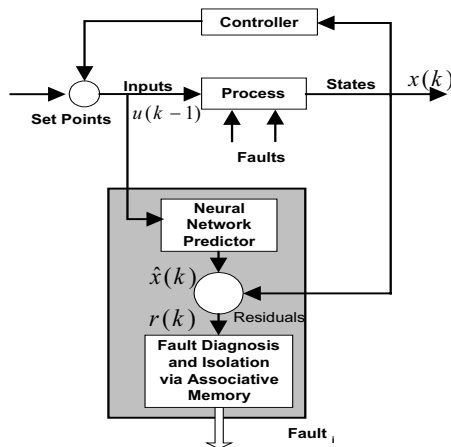 Controller
Inputs
Process
States
x(k)
Set Points
u(k−1)
Faults
Neural
Network
Predictor
x̂(k)
r(k)
Residuals
Fault Diagnosis
and Isolation
via Associative
Memory
Fault i